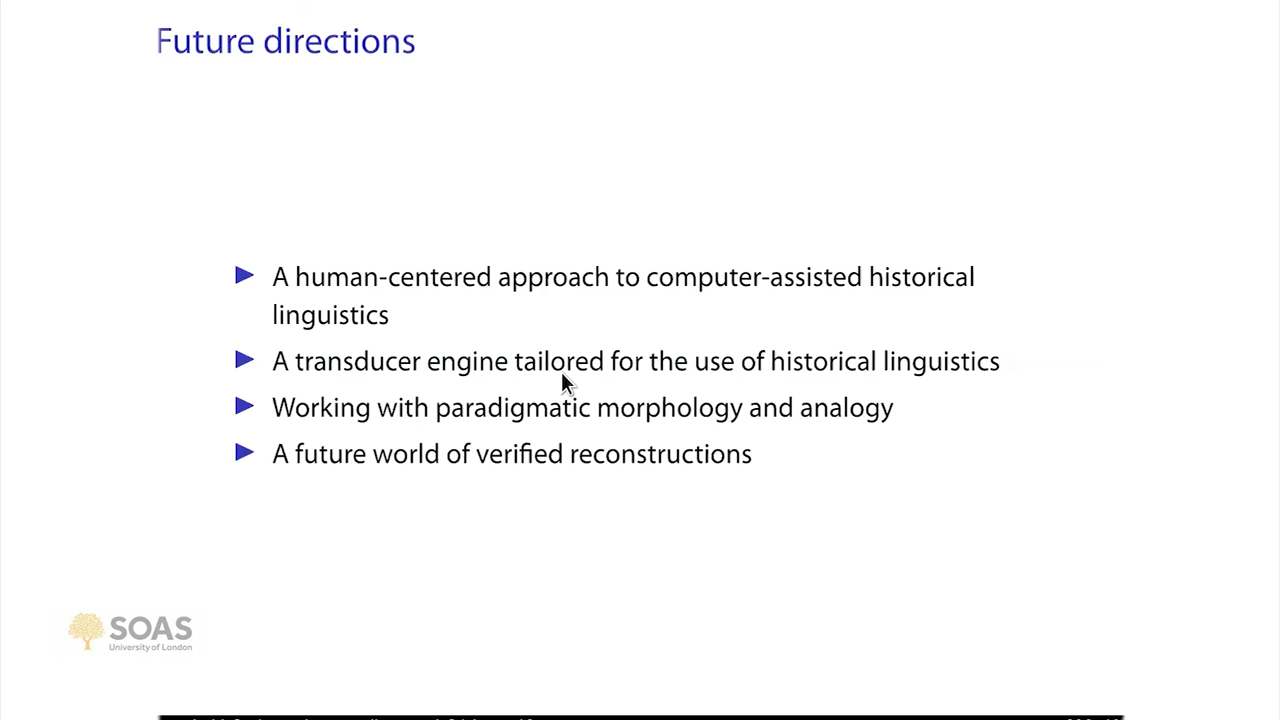 Future directions
A human-centered approach to computer-assisted historical
linguistics
A transducer engine tailored for the use of historical linguistics
Working with paradigmatic morphology and analogy
A future world of verified reconstructions
SOAS
University of London